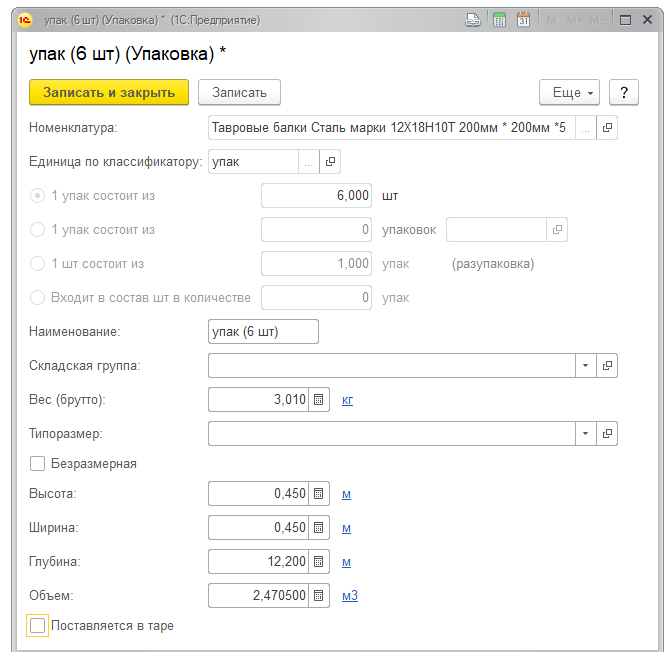 упак (6 шт) (Упаковка) * (1С:Предприятие)
упак (6 шт) (Упаковка) *
Записать и закрыть Записать Еще ?
Номенклатура: Тавровые балки Сталь марки 12Х18Н10Т 200мм * 200мм *5 ...
Единица по классификатору: упак ...
1 упак состоит из 6,000 шт
1 упак состоит из 0 упаковок
1 шт состоит из 1,000 упак (разупаковка)
Входит в состав шт в количестве 0 упак
Наименование: упак (6 шт)
Складская группа:
Вес (брутто): 3,010 кг
Типоразмер:
Безразмерная
Высота: 0,450 м
Ширина: 0,450 м
Глубина: 12,200 м
Объем: 2,470500 м3
Поставляется в таре